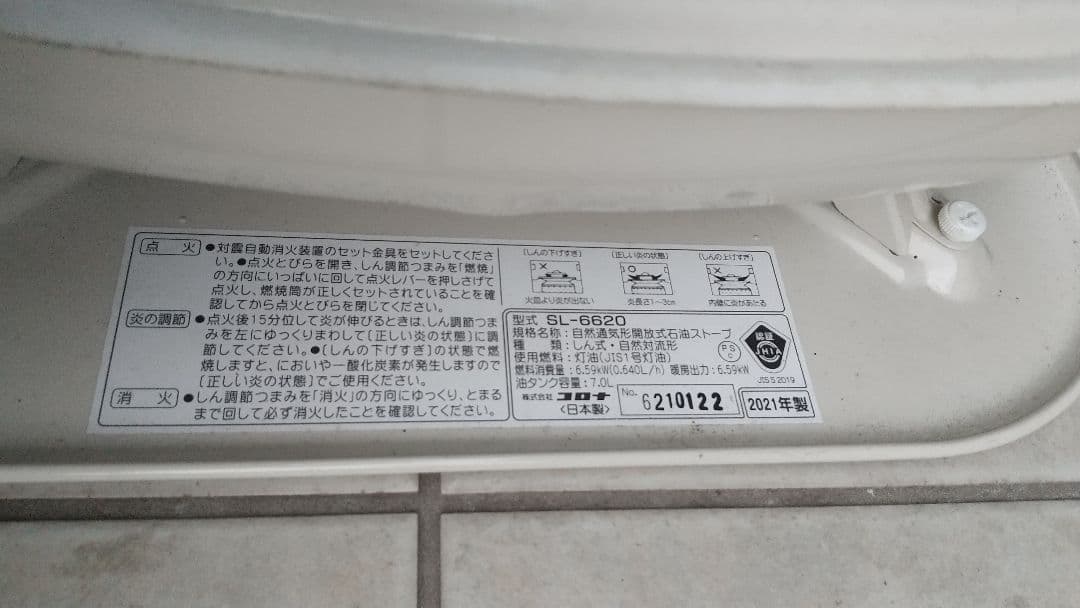 点 火 ●対震自動消火装置のセット金具をセットしてくださ
い。●点火とびらを開き、しん調節つまみを「燃焼」
の方向にいっぱいに回して点火レバーを押しさげて
点火し、燃焼筒が正しくセットされていることを確
認してから点火とびらを閉じてください。
炎の調節 ●点火後15分位して炎が伸びるときは、しん調節つま
みを左にゆっくりまわして〔正しい炎の状態〕に調
節してください。●〔しんの下げすぎ〕の状態で燃
焼しますと、においや一酸化炭素が発生しますので
〔正しい炎の状態〕でご使用ください。
消 火 ●しん調節つまみを「消火」の方向にゆっくり、とまる
まで回して必ず消火したことを確認してください。
〔しんの下げすぎ〕 〔正しい炎の状態〕 〔しんの上げすぎ〕
火皿より炎が出ない 炎長さ1〜3cm 内壁に炎があたる
型式 SL-6620
規格名称：自然通気形開放式石油ストーブ
種 類：しん式・自然対流形
使用燃料：灯油(JIS1号灯油)
燃料消費量：6.59kW(0.640L/h) 暖房出力：6.59kW
油タンク容量：7.0L
PSC
認証
JHIA
JIS S 2019
株式会社 コロナ
〈日本製〉
No. 6210122
2021年製